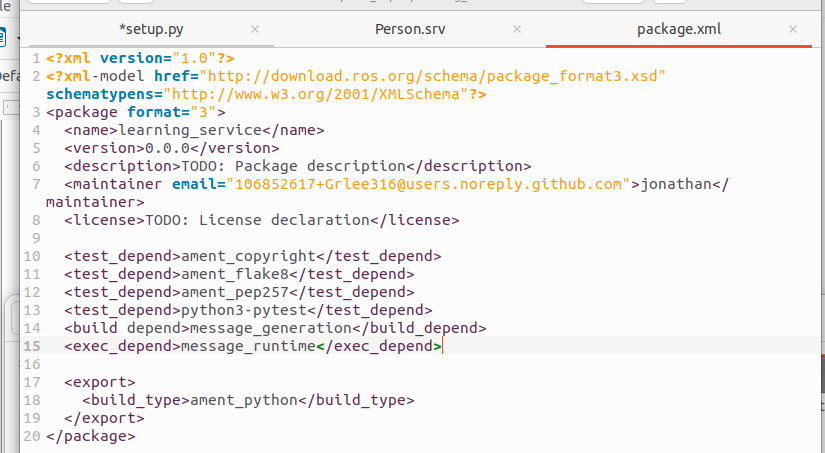 *setup.py × Person.srv × package.xml ×
1 <?xml version="1.0"?>
2 <?xml-model href="http://download.ros.org/schema/package_format3.xsd"
schematypens="http://www.w3.org/2001/XMLSchema"?>
3 <package format="3">
4 <name>learning_service</name>
5 <version>0.0.0</version>
6 <description>TODO: Package description</description>
7 <maintainer email="106852617+Grlee316@users.noreply.github.com">jonathan</
maintainer>
8 <license>TODO: License declaration</license>
9
10 <test_depend>ament_copyright</test_depend>
11 <test_depend>ament_flake8</test_depend>
12 <test_depend>ament_pep257</test_depend>
13 <test_depend>python3-pytest</test_depend>
14 <build depend>message_generation</build_depend>
15 <exec_depend>message_runtime</exec_depend>
16
17 <export>
18 <build_type>ament_python</build_type>
19 </export>
20 </package>